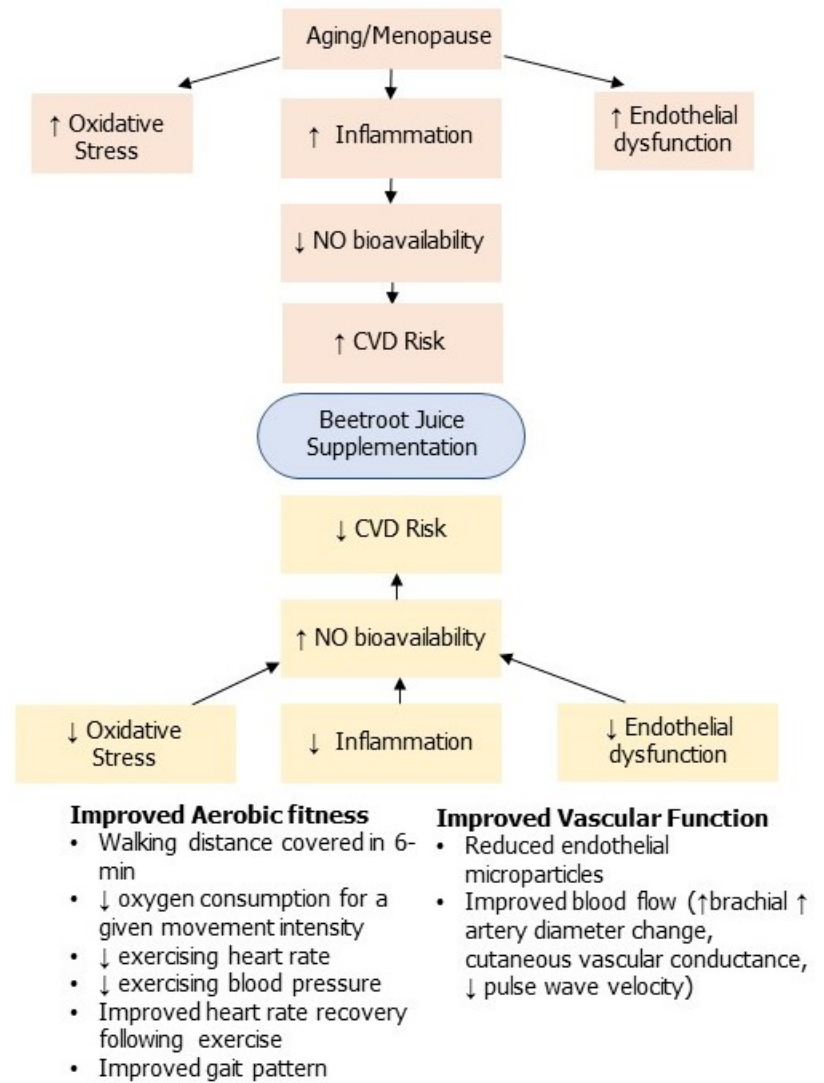 Aging/Menopause
↑ Oxidative
Stress
↑ Inflammation
↑ Endothelial
dysfunction
↓ NO bioavailability
↑ CVD Risk
Beetroot Juice
Supplementation
↓ CVD Risk
↑ NO bioavailability
↓ Oxidative
Stress
↓ Inflammation
↓ Endothelial
dysfunction
Improved Aerobic fitness
• Walking distance covered in 6-
min
• ↓ oxygen consumption for a
given movement intensity
• ↓ exercising heart rate
• ↓ exercising blood pressure
• Improved heart rate recovery
following exercise
• Improved gait pattern
Improved Vascular Function
• Reduced endothelial
microparticles
• Improved blood flow (↑brachial ↑
artery diameter change,
cutaneous vascular conductance,
↓ pulse wave velocity)